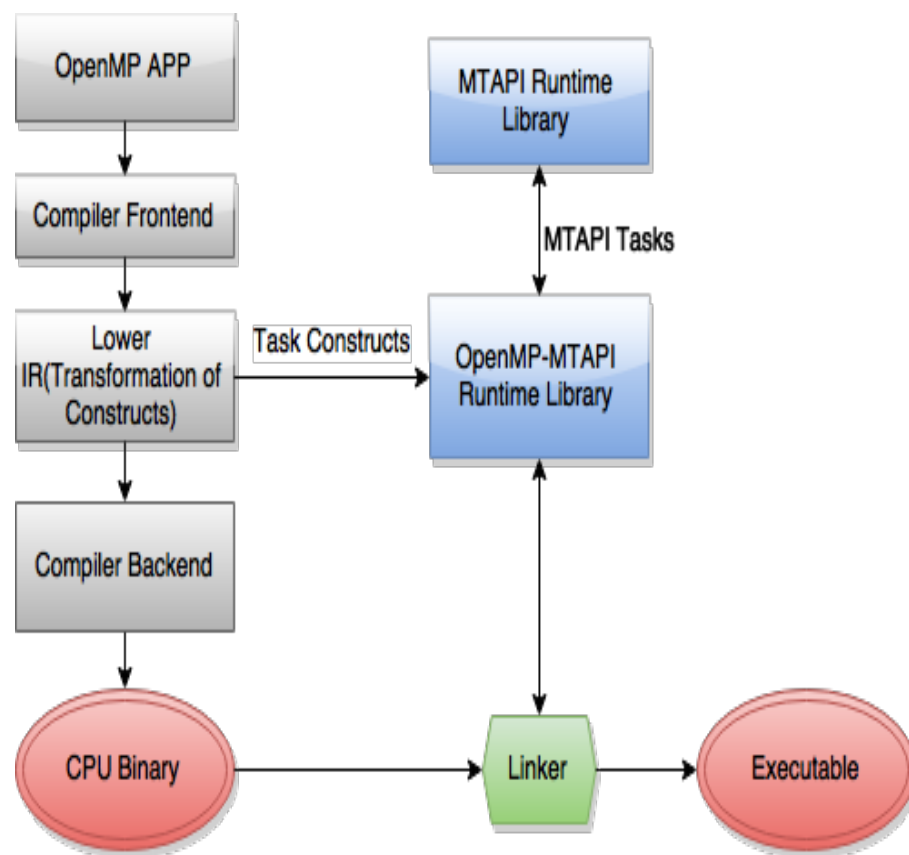 OpenMP APP
MTAPI Runtime
Library
Compiler Frontend
MTAPI Tasks
Lower
IR(Transformation of
Constructs)
Task Constructs
OpenMP-MTAPI
Runtime Library
Compiler Backend
CPU Binary
Linker
Executable